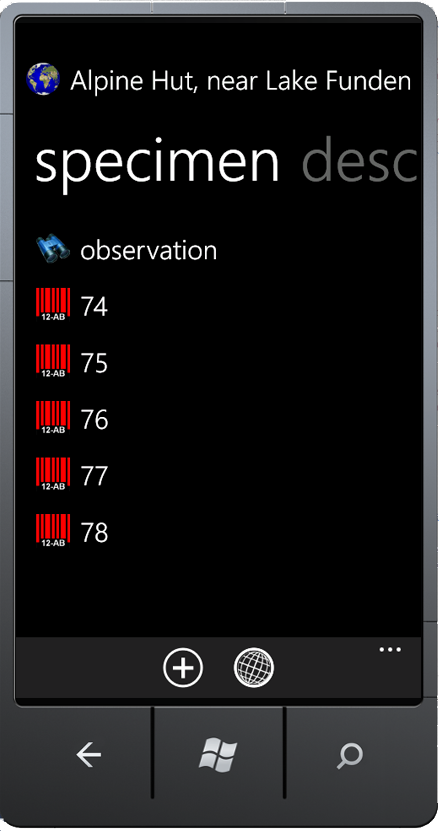 Alpine Hut, near Lake Funden
specimen desc
observation
12-AB 74
12-AB 75
12-AB 76
12-AB 77
12-AB 78